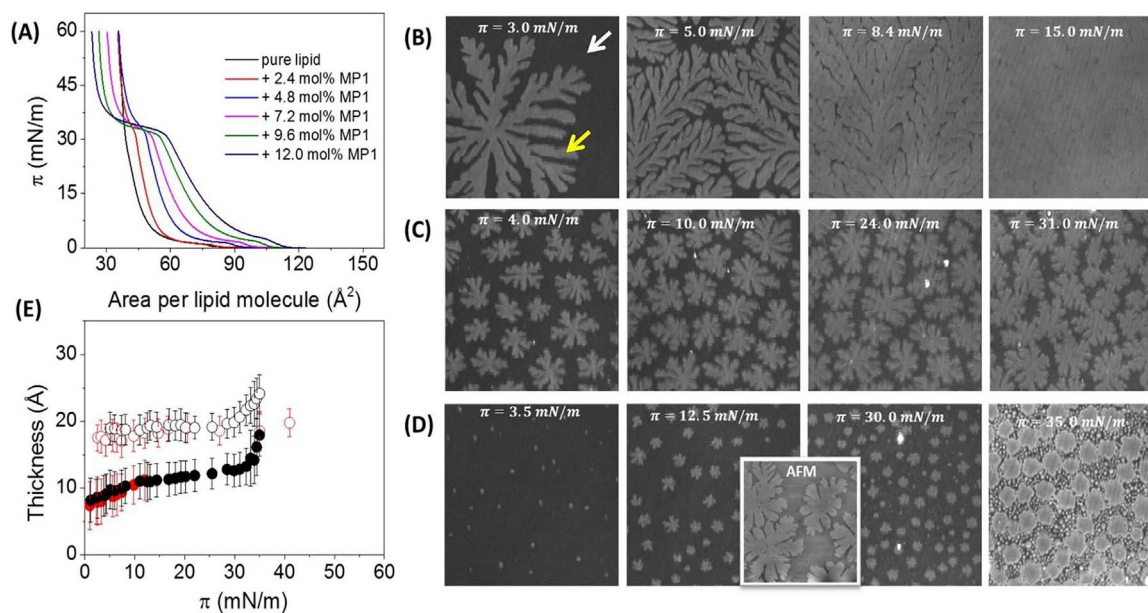 (A)
60
45
30
15
0
π (mN/m)
pure lipid
+ 2.4 mol% MP1
+ 4.8 mol% MP1
+ 7.2 mol% MP1
+ 9.6 mol% MP1
+ 12.0 mol% MP1
30 60 90 120 150
Area per lipid molecule (Å²)
(B)
π = 3.0 mN/m
π = 5.0 mN/m
π = 8.4 mN/m
π = 15.0 mN/m
(C)
π = 4.0 mN/m
π = 10.0 mN/m
π = 24.0 mN/m
π = 31.0 mN/m
(E)
30
20
10
0
Thickness (Å)
0 10 20 30 40 50
π (mN/m)
(D)
π = 3.5 mN/m
π = 12.5 mN/m
π = 30.0 mN/m
π = 35.0 mN/m
AFM